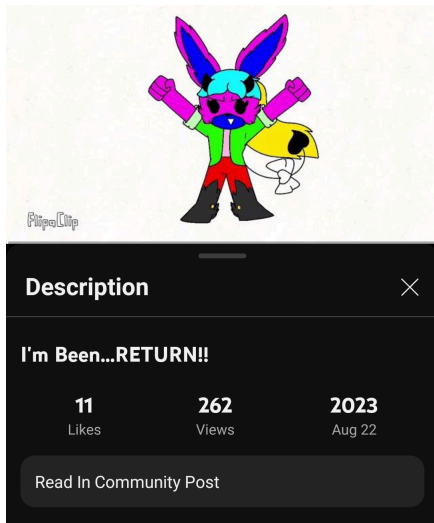 FlipaClip
Description
I'm Been...RETURN!!
11 262 2023
Likes Views Aug 22
Read In Community Post